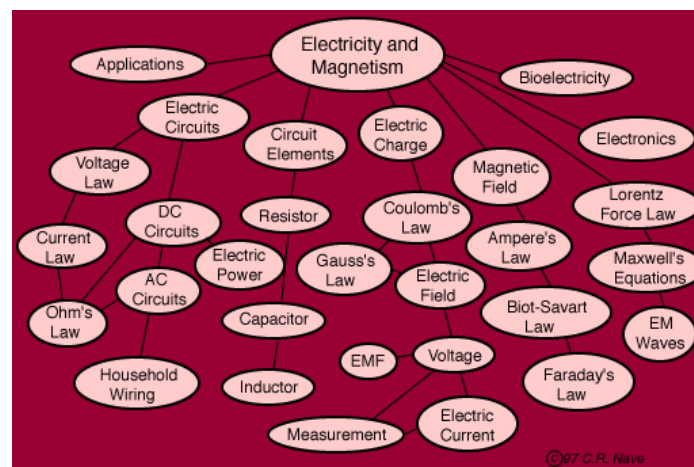 Electricity and
Magnetism
Applications
Bioelectricity
Electric
Circuits
Circuit
Elements
Electric
Charge
Electronics
Voltage
Law
Magnetic
Field
Lorentz
Force Law
DC
Circuits
Resistor
Coulomb's
Law
Current
Law
Electric
Power
Gauss's
Law
Ampere's
Law
Maxwell's
Equations
AC
Circuits
Electric
Field
Ohm's
Law
Capacitor
Biot-Savart
Law
EM
Waves
EMF
Voltage
Household
Wiring
Inductor
Faraday's
Law
Measurement
Electric
Current
©97 C.R. Nave